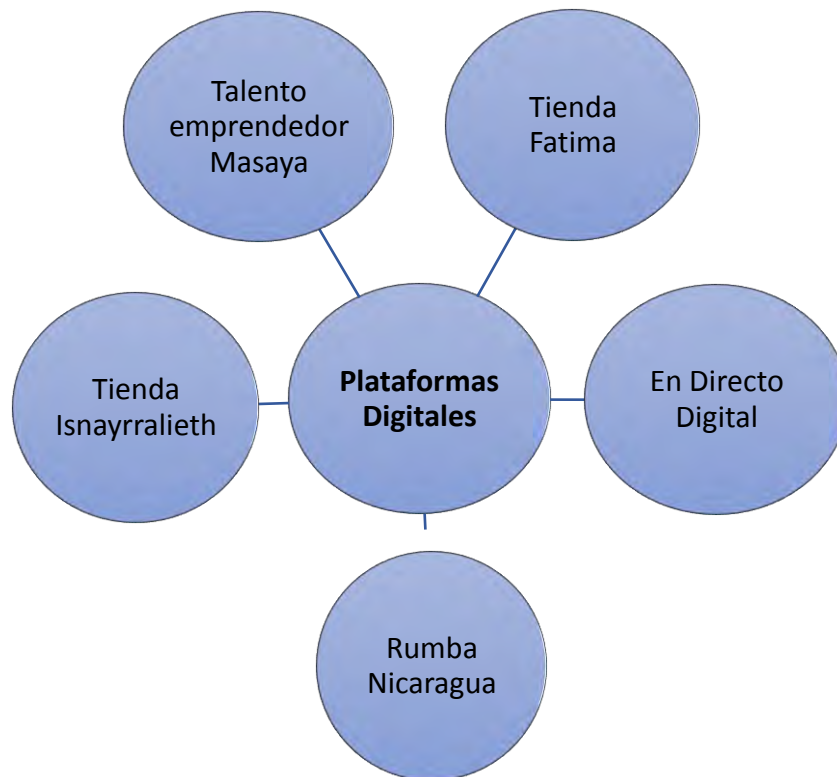 Talento
emprendedor
Masaya
Tienda
Fatima
Plataformas
Digitales
Tienda
Isnayrralieth
En Directo
Digital
Rumba
Nicaragua